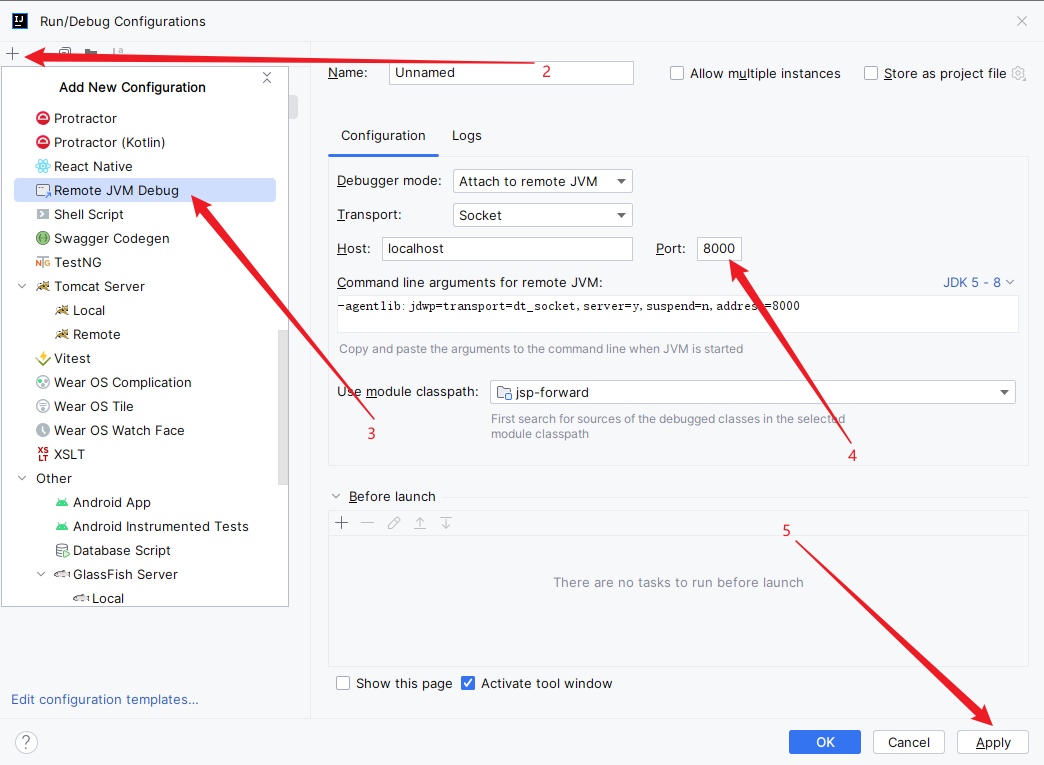 Run/Debug Configurations
2
Name:
Unnamed
Allow multiple instances
Store as project file
Add New Configuration
Protractor
Protractor (Kotlin)
React Native
Remote JVM Debug
Shell Script
Swagger Codegen
TestNG
Tomcat Server
Local
Remote
Vitest
Wear OS Complication
Wear OS Tile
Wear OS Watch Face
XSLT
Other
Android App
Android Instrumented Tests
Database Script
GlassFish Server
Local
Edit configuration templates...
Configuration
Logs
Debugger mode:
Attach to remote JVM
Transport:
Socket
Host:
localhost
Port:
8000
Command line arguments for remote JVM:
JDK 5 - 8
-agentlib:jdwp=transport=dt_socket,server=y,suspend=n,address=8000
Copy and paste the arguments to the command line when JVM is started
Use module classpath:
jsp-forward
First search for sources of the debugged classes in the selected
module classpath
3
4
Before launch
5
There are no tasks to run before launch
Show this page
Activate tool window
?
OK
Cancel
Apply